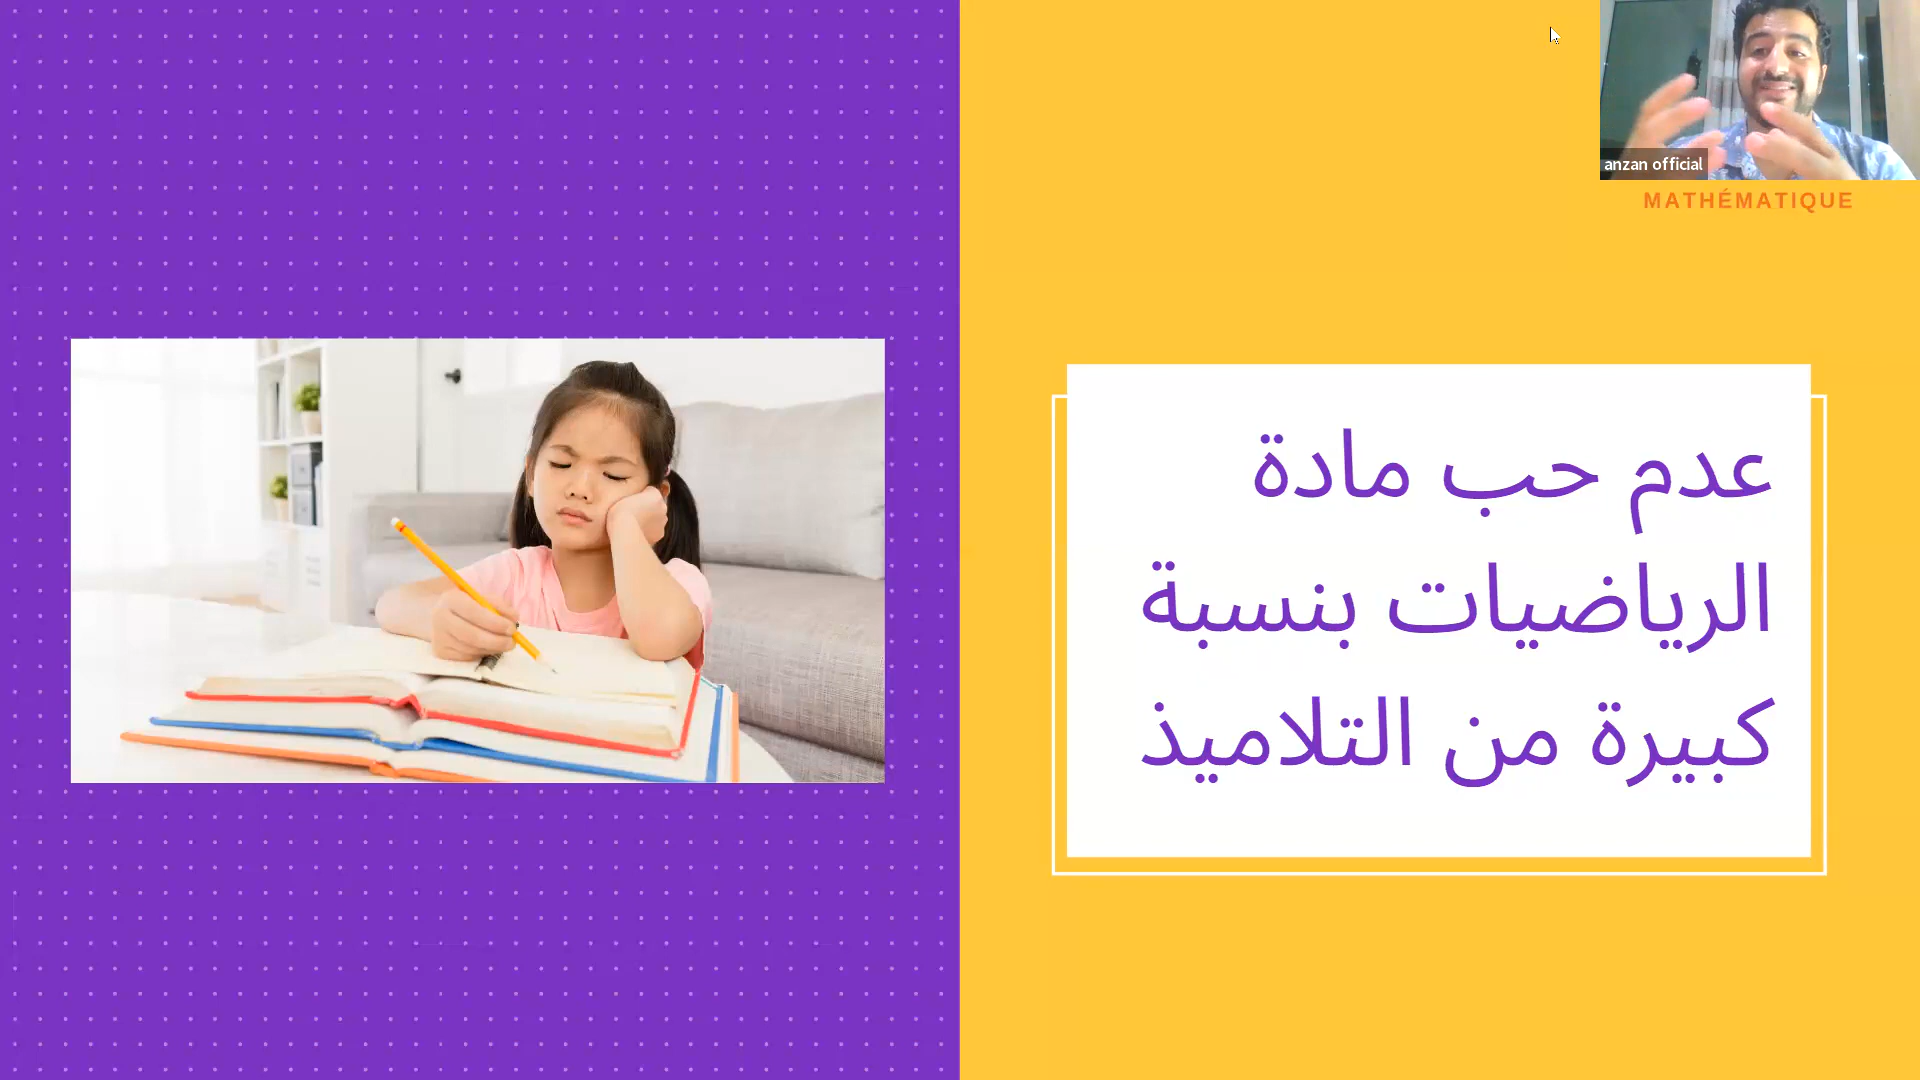 anzan official
MATHÉMATIQUE
عدم حب مادة
الرياضيات بنسبة
كبيرة من التلاميذ